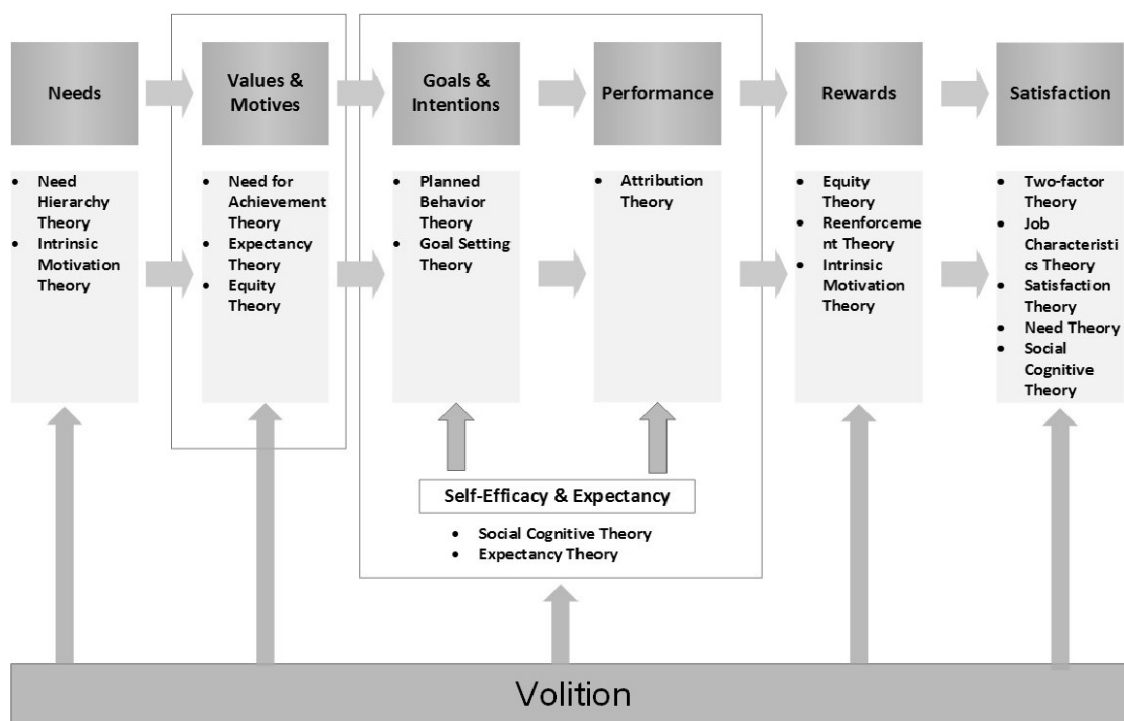 Needs
Values &
Motives
Goals &
Intentions
Performance
Rewards
Satisfaction
• Need
Hierarchy
Theory
• Intrinsic
Motivation
Theory
• Need for
Achievement
Theory
• Expectancy
Theory
• Equity
Theory
• Planned
Behavior
Theory
• Goal Setting
Theory
• Attribution
Theory
• Equity
Theory
• Reenforceme
nt Theory
• Intrinsic
Motivation
Theory
• Two-factor
Theory
• Job
Characteristi
cs Theory
• Satisfaction
Theory
• Need Theory
• Social
Cognitive
Theory
Self-Efficacy & Expectancy
• Social Cognitive Theory
• Expectancy Theory
Volition